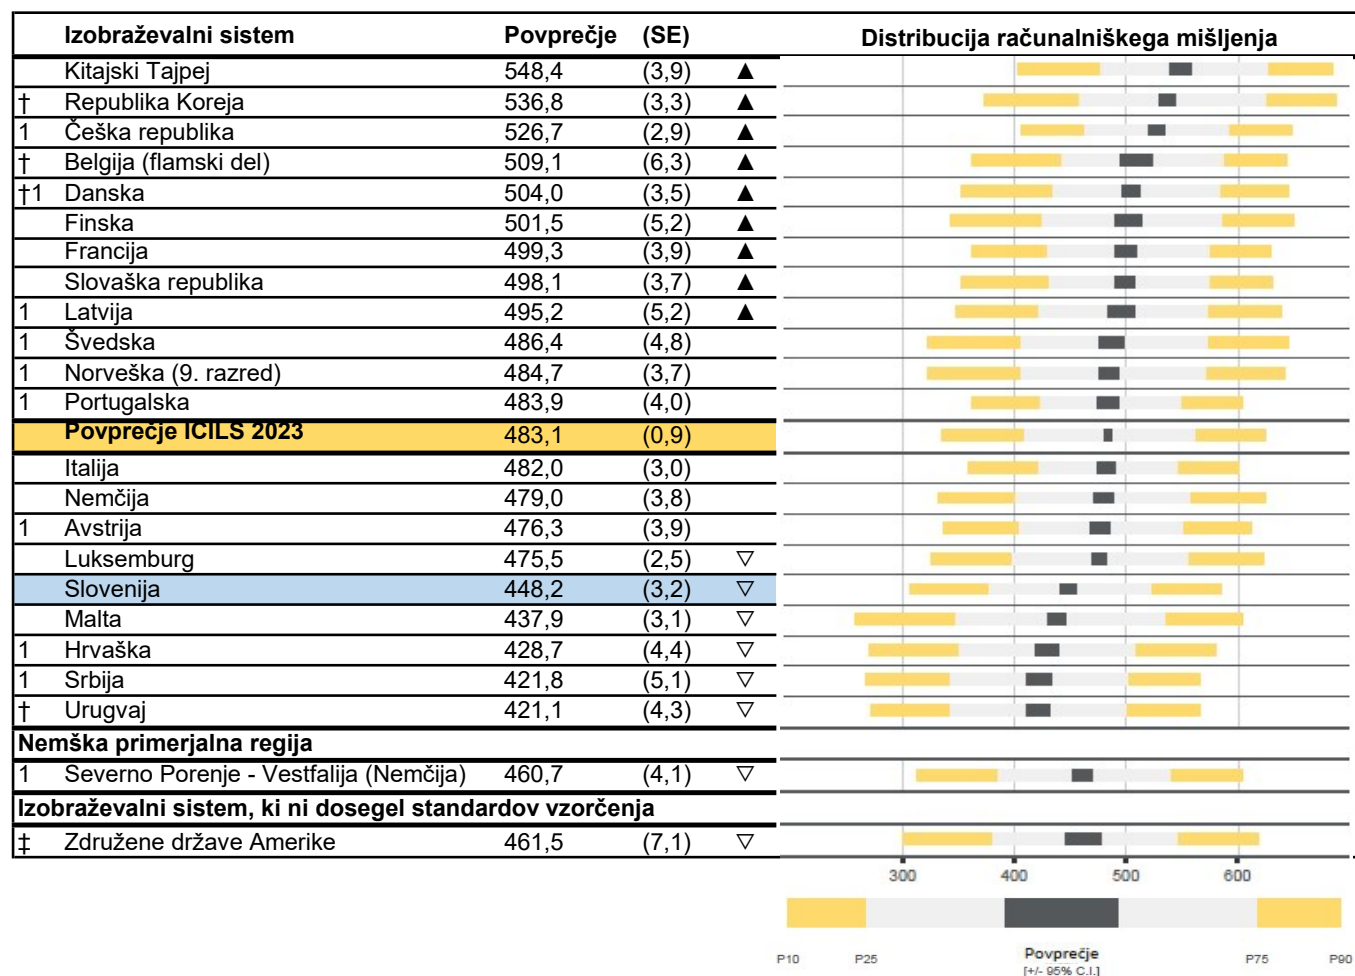 Izobraževalni sistem Povprečje (SE) Distribucija računalniškega mišljenja
Kitajski Tajpej 548,4 (3,9) ▲
† Republika Koreja 536,8 (3,3) ▲
1 Češka republika 526,7 (2,9) ▲
† Belgija (flamski del) 509,1 (6,3) ▲
†1 Danska 504,0 (3,5) ▲
Finska 501,5 (5,2) ▲
Francija 499,3 (3,9) ▲
Slovaška republika 498,1 (3,7) ▲
1 Latvija 495,2 (5,2) ▲
1 Švedska 486,4 (4,8)
1 Norveška (9. razred) 484,7 (3,7)
1 Portugalska 483,9 (4,0)
Povprečje ICILS 2023 483,1 (0,9)
Italija 482,0 (3,0)
Nemčija 479,0 (3,8)
1 Avstrija 476,3 (3,9)
Luksemburg 475,5 (2,5) ▽
Slovenija 448,2 (3,2) ▽
Malta 437,9 (3,1) ▽
1 Hrvaška 428,7 (4,4) ▽
1 Srbija 421,8 (5,1) ▽
† Urugvaj 421,1 (4,3) ▽
Nemška primerjalna regija
1 Severno Porenje - Vestfalija (Nemčija) 460,7 (4,1) ▽
Izobraževalni sistem, ki ni dosegel standardov vzorčenja
‡ Združene države Amerike 461,5 (7,1) ▽
300 400 500 600
P10 P25 Povprečje P75 P90
[+/- 95% C.I.]